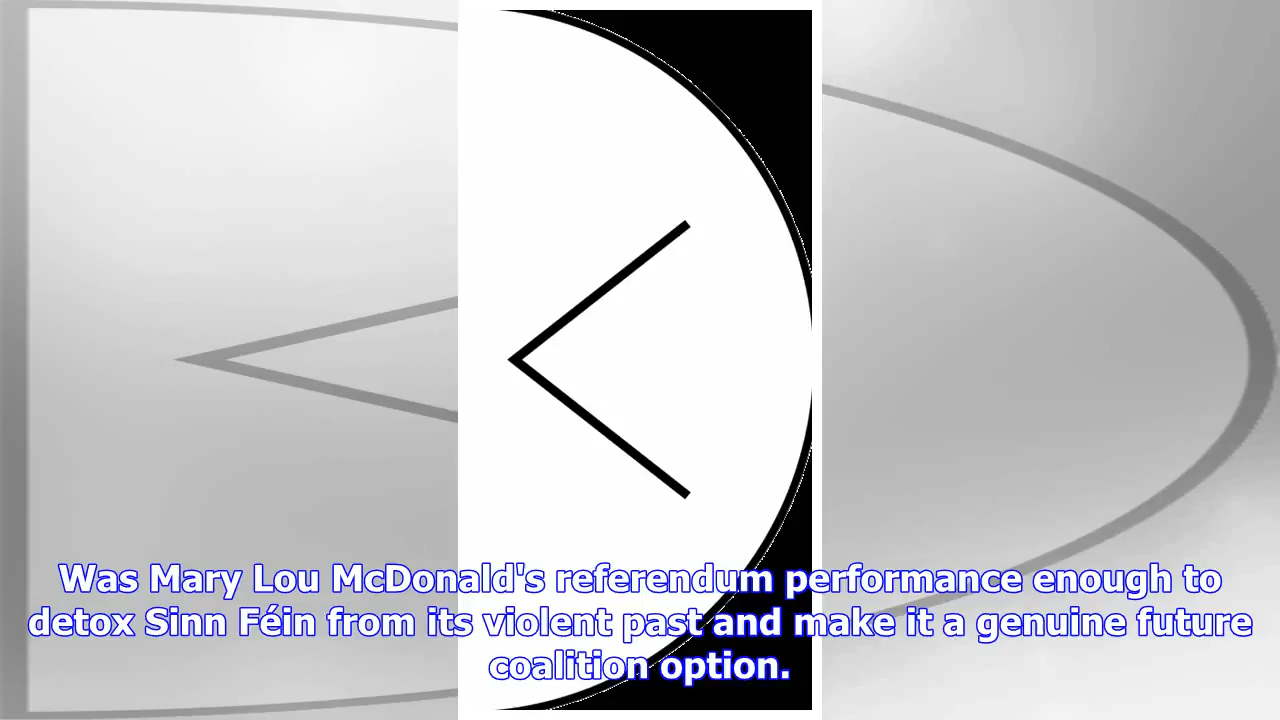 Was Mary Lou McDonald's referendum performance enough to
detox Sinn Féin from its violent past and make it a genuine future
coalition option.